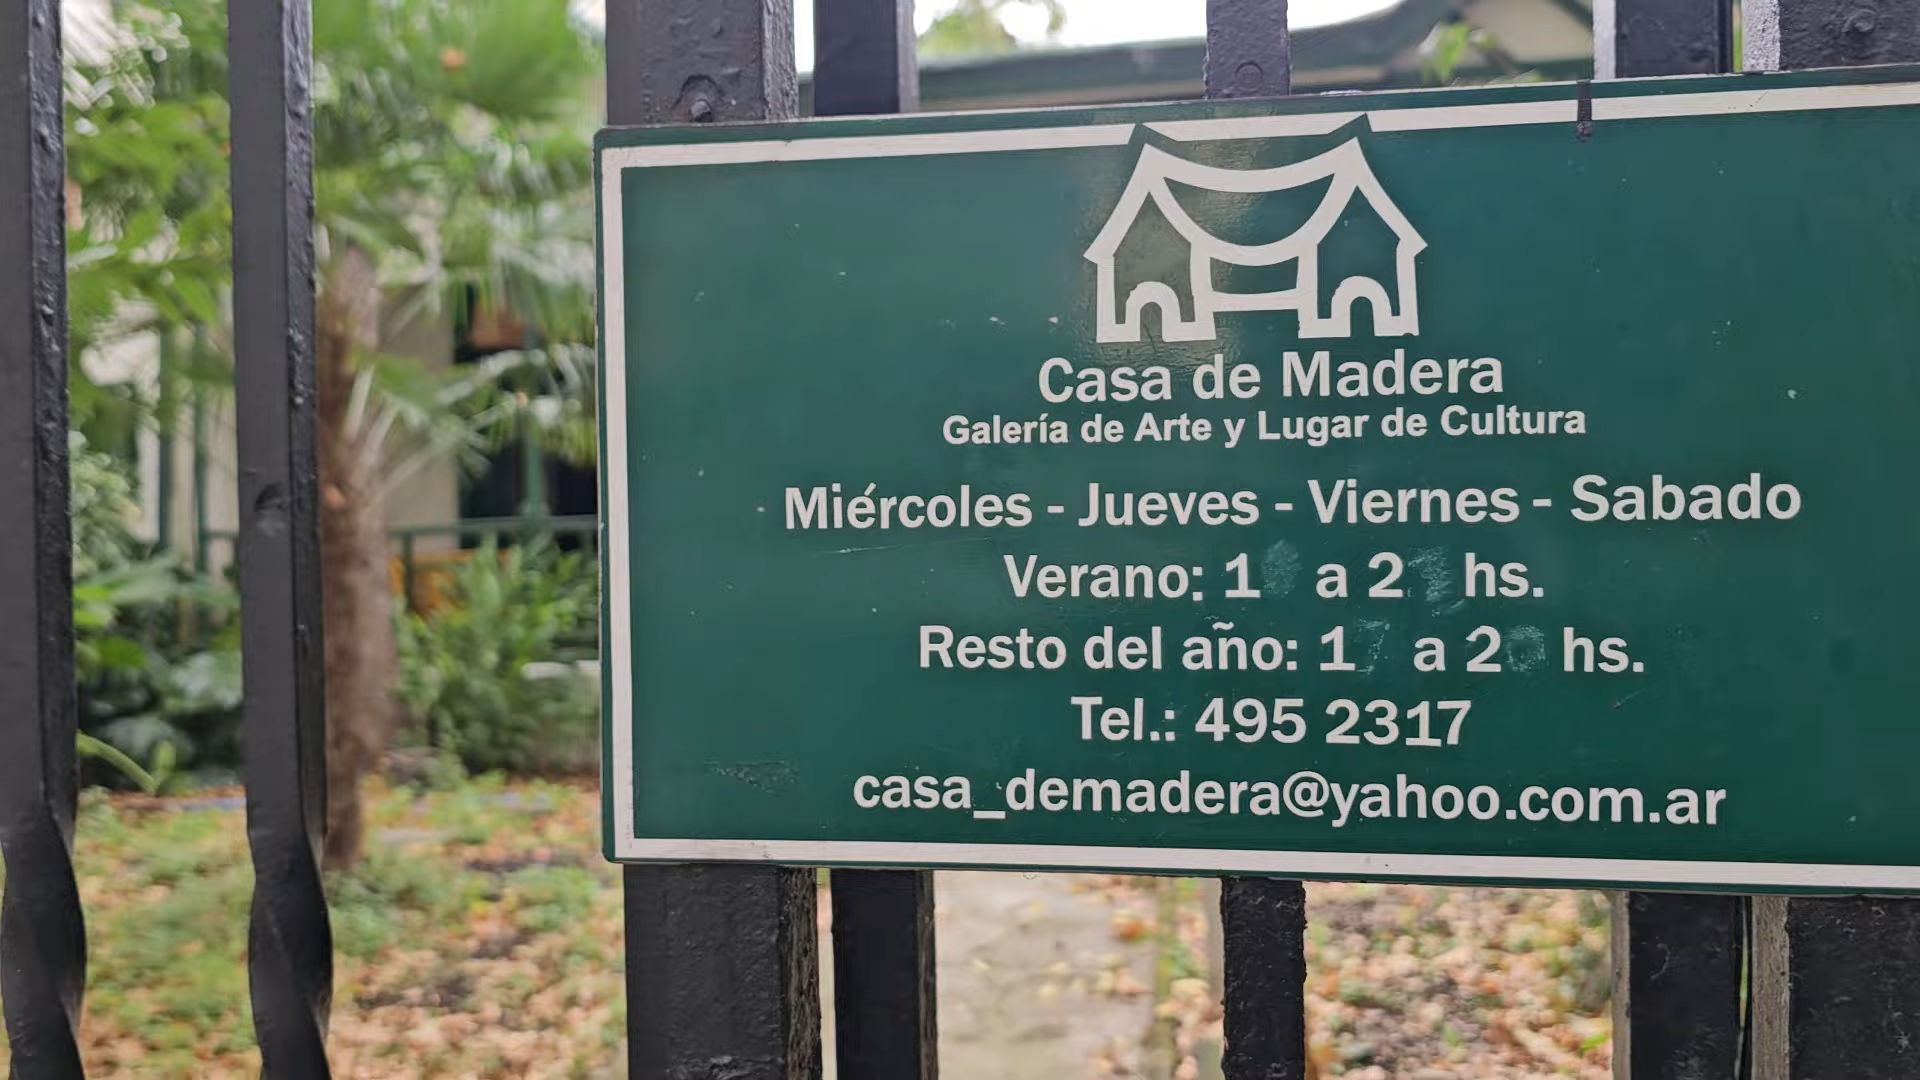 Casa de Madera
Galería de Arte y Lugar de Cultura
Miércoles - Jueves - Viernes - Sabado
Verano: 1 a 2 hs.
Resto del año: 1 a 2 hs.
Tel.: 495 2317
casa_demadera@yahoo.com.ar